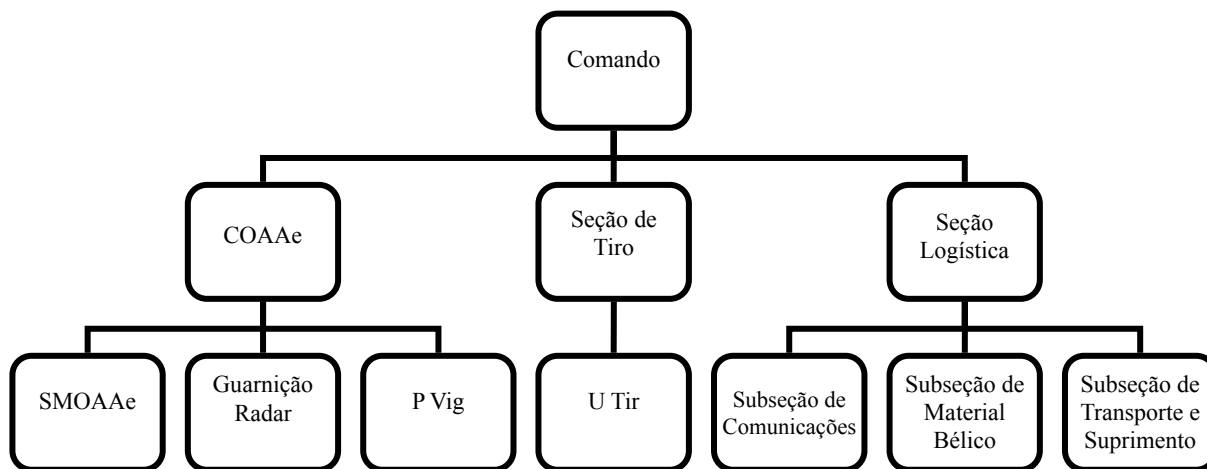 Comando
COAAe
Seção de
Tiro
Seção
Logística
SMOAAe
Guarnição
Radar
P Vig
U Tir
Subseção de
Comunicações
Subseção de
Material
Bélico
Subseção de
Transporte e
Suprimento